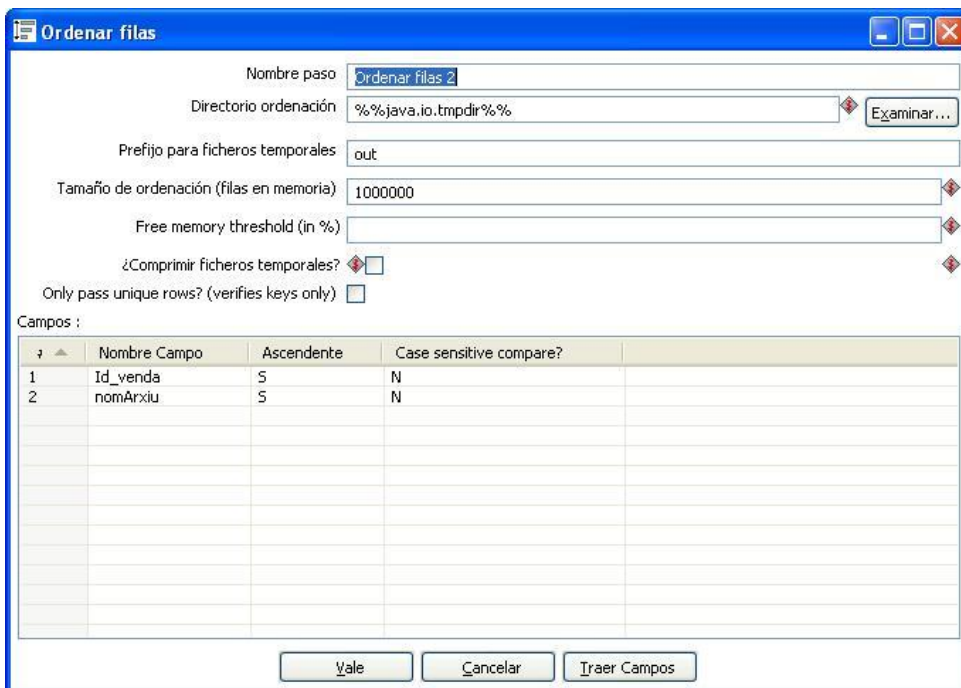 Ordenar filas
Nombre paso Ordenar filas 2
Directorio ordenación %%java.io.tmpdir%% Examinar...
Prefijo para ficheros temporales out
Tamaño de ordenación (filas en memoria) 1000000
Free memory threshold (in %)
¿Comprimir ficheros temporales?
Only pass unique rows? (verifies keys only)
Campos :
Nombre Campo Ascendente Case sensitive compare?
1 Id_venda S N
2 nomArxiu S N
Vale Cancelar Traer Campos